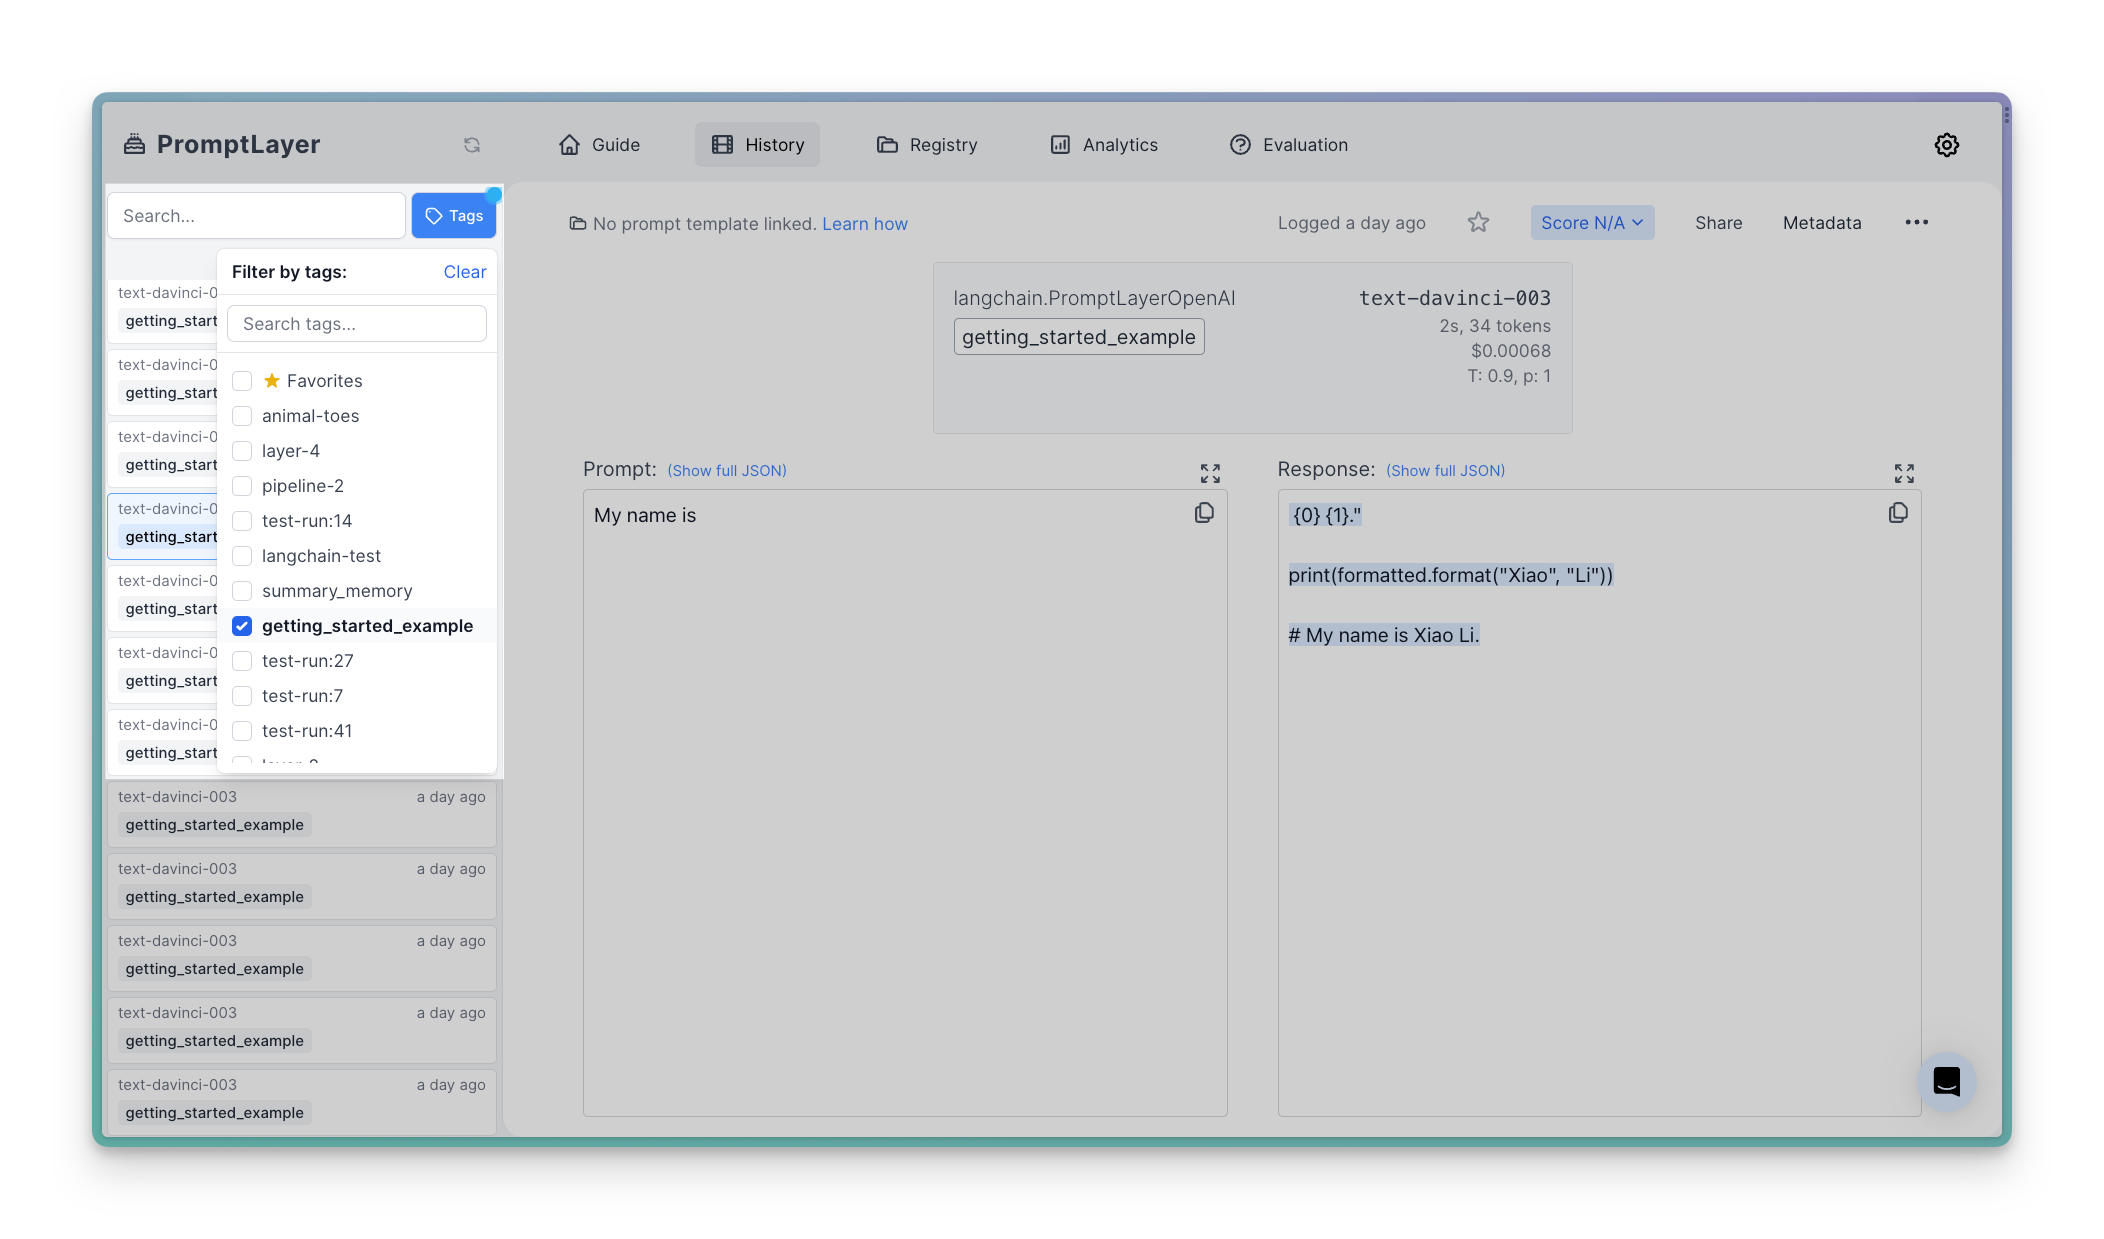 PromptLayer
Guide
History
Registry
Analytics
Evaluation
Search...
Tags
Filter by tags:
Clear
Search tags...
Favorites
animal-toes
layer-4
pipeline-2
test-run:14
langchain-test
summary_memory
getting_started_example
test-run:27
test-run:7
test-run:41
text-davinci-0
getting_start
text-davinci-0
getting_start
text-davinci-0
getting_start
text-davinci-0
getting_start
text-davinci-0
getting_start
text-davinci-0
getting_start
text-davinci-0
getting_start
text-davinci-003 a day ago
getting_started_example
text-davinci-003 a day ago
getting_started_example
text-davinci-003 a day ago
getting_started_example
text-davinci-003 a day ago
getting_started_example
text-davinci-003 a day ago
getting_started_example
No prompt template linked. Learn how
Logged a day ago
Score N/A
Share
Metadata
langchain.PromptLayerOpenAI
getting_started_example
text-davinci-003
2s, 34 tokens
$0.00068
T: 0.9, p: 1
Prompt: (Show full JSON)
My name is
Response: (Show full JSON)
{0} {1}."
print(formatted.format("Xiao", "Li"))
# My name is Xiao Li.